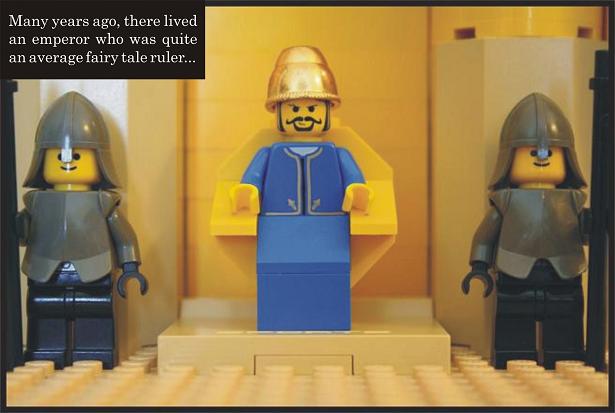 Many years ago, there lived
an emperor who was quite
an average fairy tale ruler...